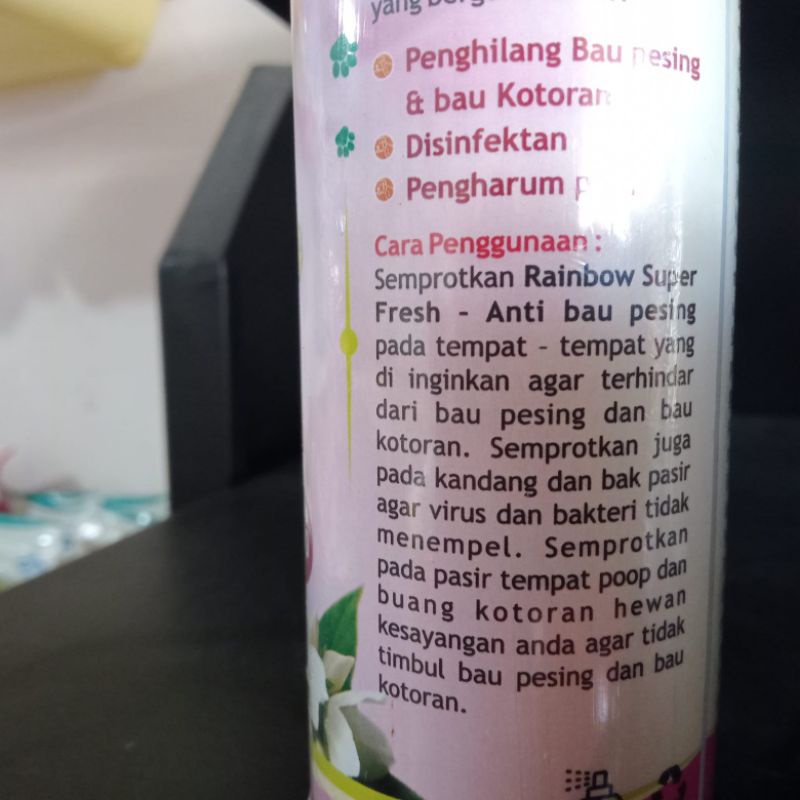 yang
Penghilang Bau pesing
& bau Kotoran
Disinfektan
Pengharum
Cara Penggunaan :
Semprotkan Rainbow Super
Fresh - Anti bau pesing
pada tempat - tempat yang
di inginkan agar terhindar
dari bau pesing dan bau
kotoran. Semprotkan juga
pada kandang dan bak pasir
agar virus dan bakteri tidak
menempel. Semprotkan
pada pasir tempat poop dan
buang kotoran hewan
kesayangan anda agar tidak
timbul bau pesing dan bau
kotoran.